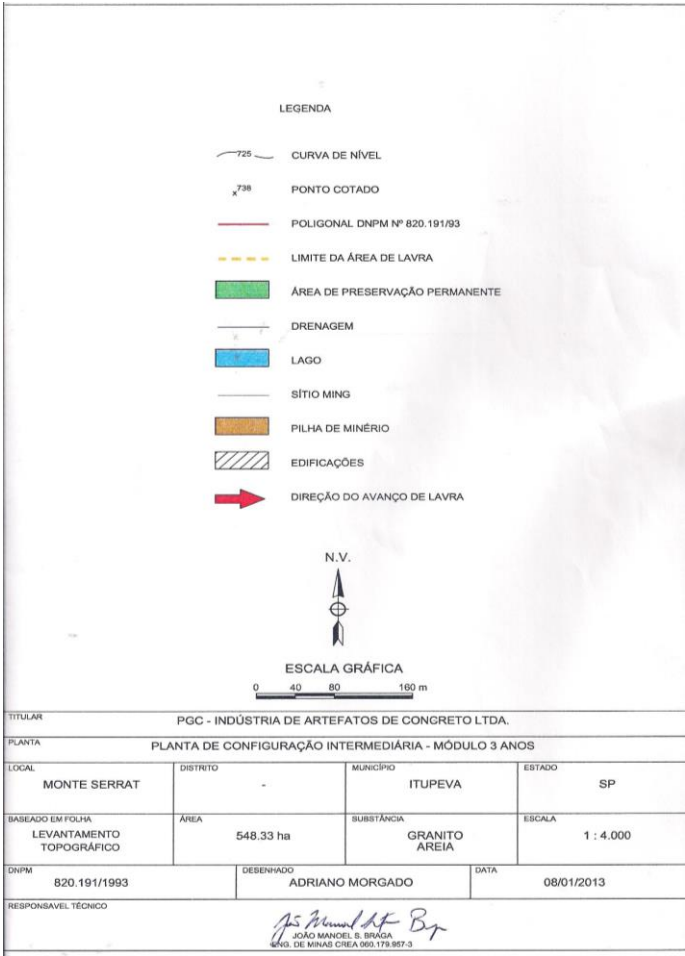 LEGENDA
725 CURVA DE NÍVEL
x738 PONTO COTADO
POLIGONAL DNPM Nº 820.191/93
LIMITE DA ÁREA DE LAVRA
ÁREA DE PRESERVAÇÃO PERMANENTE
DRENAGEM
LAGO
SÍTIO MING
PILHA DE MINÉRIO
EDIFICAÇÕES
DIREÇÃO DO AVANÇO DE LAVRA
N.V.
ESCALA GRÁFICA
0 40 80 160 m
TITULAR
PGC - INDÚSTRIA DE ARTEFATOS DE CONCRETO LTDA.
PLANTA
PLANTA DE CONFIGURAÇÃO INTERMEDIÁRIA - MÓDULO 3 ANOS
LOCAL DISTRITO MUNICÍPIO ESTADO
MONTE SERRAT - ITUPEVA SP
BASEADO EM FOLHA ÁREA SUBSTÂNCIA ESCALA
LEVANTAMENTO 548.33 ha GRANITO 1 : 4.000
TOPOGRÁFICO AREIA
DNPM DESENHADO DATA
820.191/1993 ADRIANO MORGADO 08/01/2013
RESPONSAVEL TÉCNICO
JOÃO MANOEL S. BRAGA
ENG. DE MINAS CREA 060.179.957-3